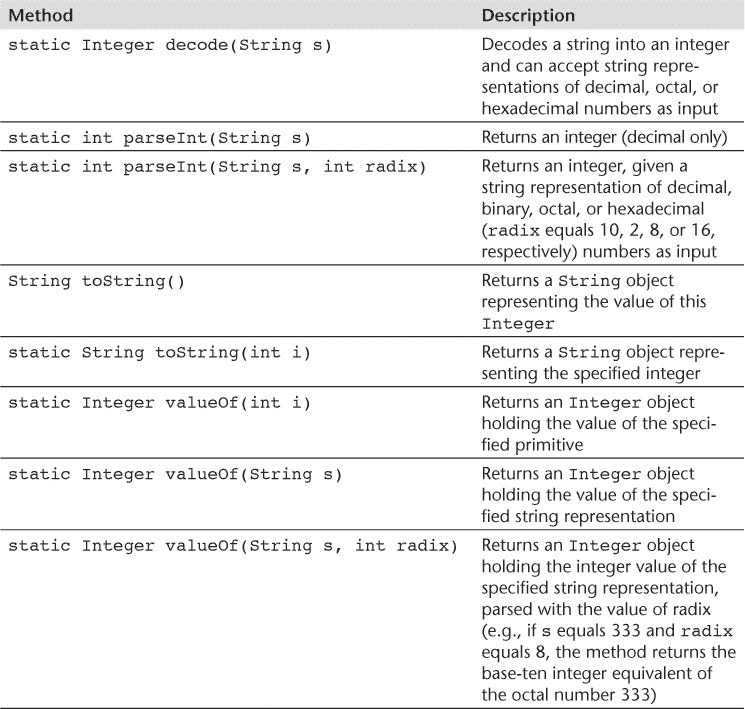 Method Description
static Integer decode(String s) Decodes a string into an integer
and can accept string repre-
sentations of decimal, octal, or
hexadecimal numbers as input
static int parseInt(String s) Returns an integer (decimal only)
static int parseInt(String s, int radix) Returns an integer, given a
string representation of decimal,
binary, octal, or hexadecimal
(radix equals 10, 2, 8, or 16,
respectively) numbers as input
String toString() Returns a String object
representing the value of this
Integer
static String toString(int i) Returns a String object repre-
senting the specified integer
static Integer valueOf(int i) Returns an Integer object
holding the value of the speci-
fied primitive
static Integer valueOf(String s) Returns an Integer object
holding the value of the speci-
fied string representation
static Integer valueOf(String s, int radix) Returns an Integer object
holding the integer value of the
specified string representation,
parsed with the value of radix
(e.g., if s equals 333 and radix
equals 8, the method returns the
base-ten integer equivalent of
the octal number 333)